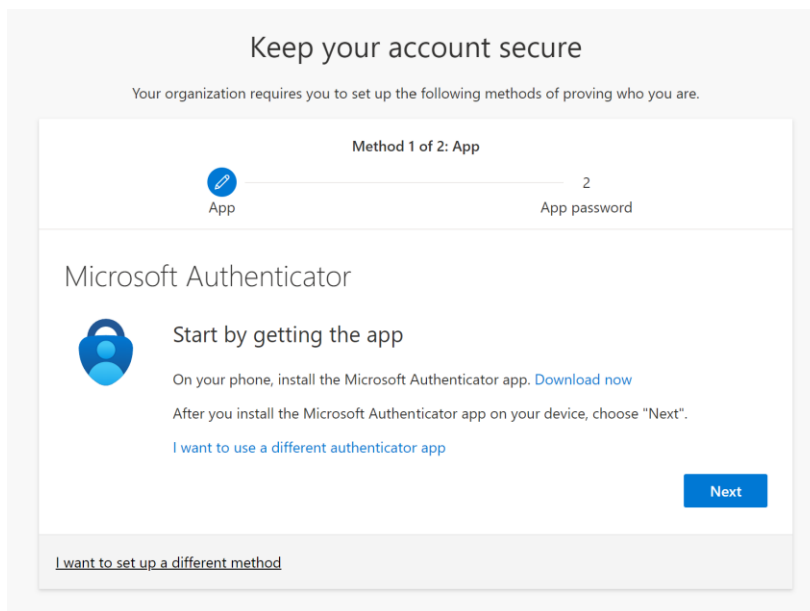 Keep your account secure
Your organization requires you to set up the following methods of proving who you are.
Method 1 of 2: App
2
App
App password
Microsoft Authenticator
Start by getting the app
On your phone, install the Microsoft Authenticator app. Download now
After you install the Microsoft Authenticator app on your device, choose "Next".
I want to use a different authenticator app
Next
I want to set up a different method